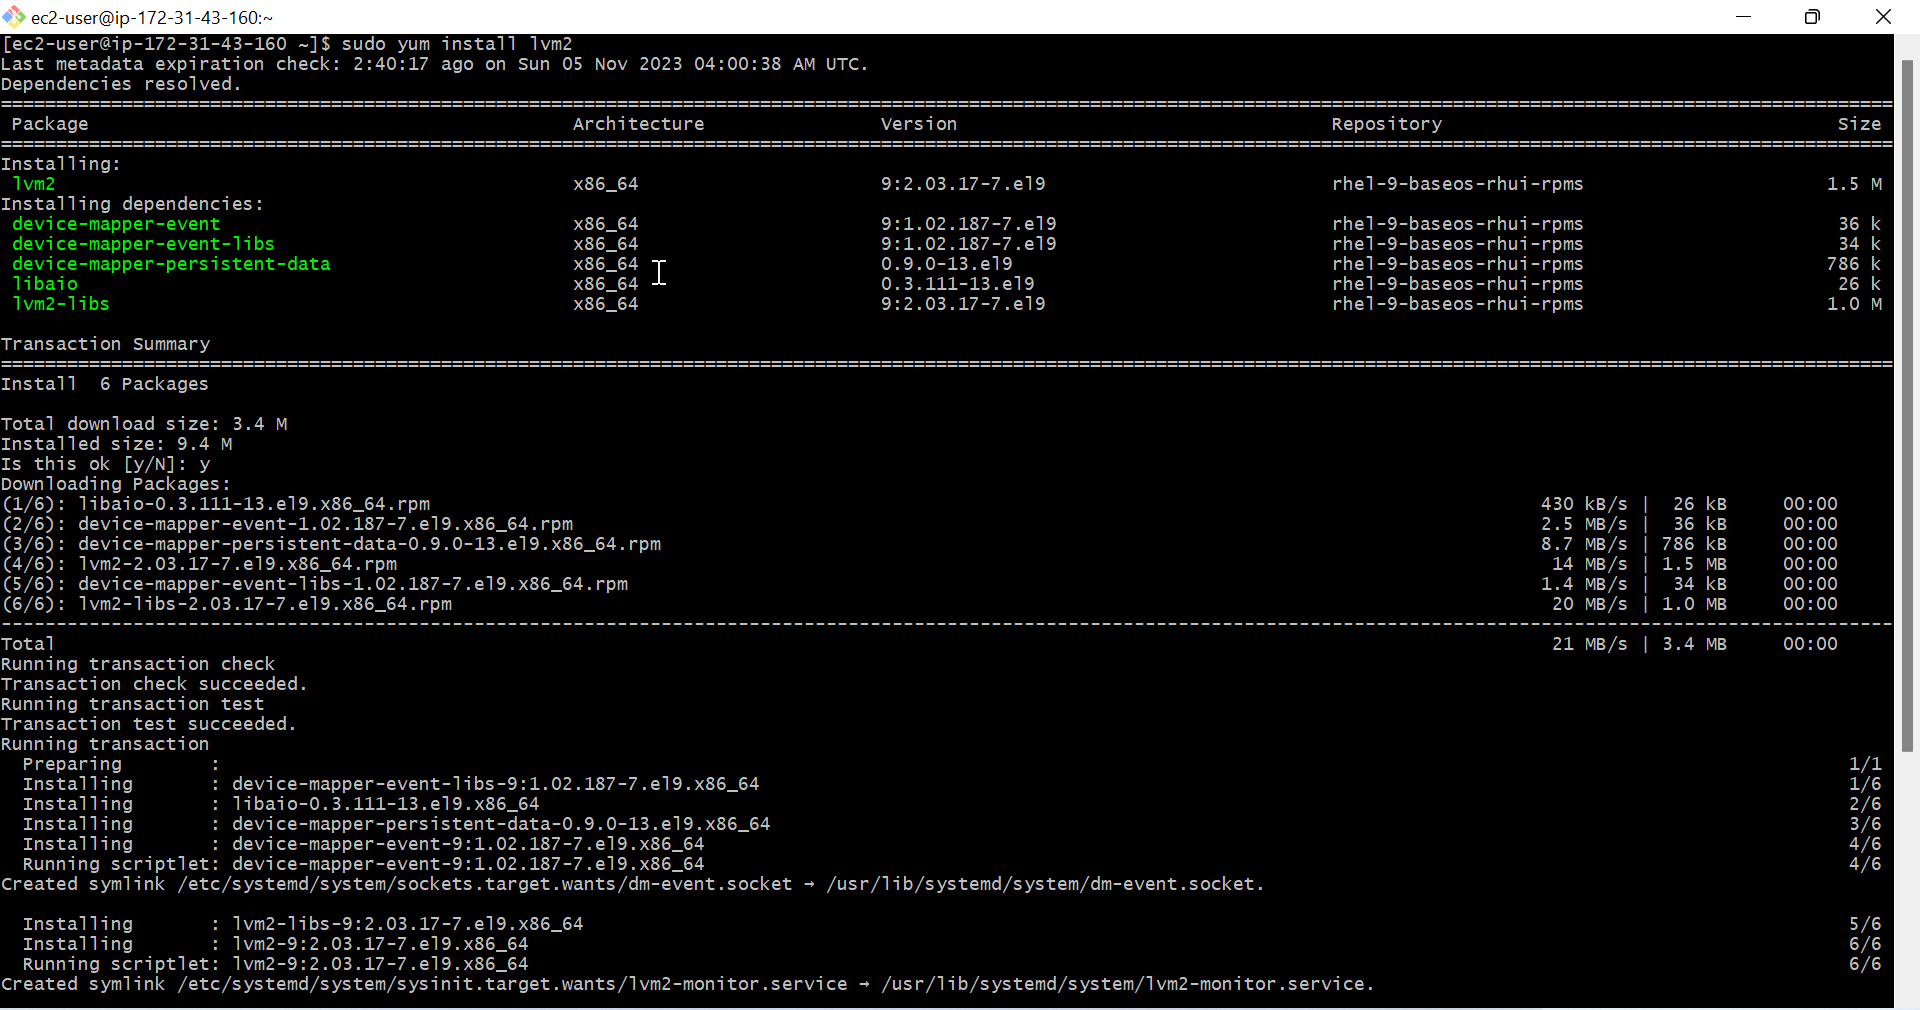 ec2-user@ip-172-31-43-160:~
[ec2-user@ip-172-31-43-160 ~]$ sudo yum install lvm2
Last metadata expiration check: 2:40:17 ago on Sun 05 Nov 2023 04:00:38 AM UTC.
Dependencies resolved.
Package Architecture Version Repository Size
Installing:
lvm2 x86_64 9:2.03.17-7.el9 rhel-9-baseos-rhui-rpms 1.5 M
Installing dependencies:
device-mapper-event x86_64 9:1.02.187-7.el9 rhel-9-baseos-rhui-rpms 36 k
device-mapper-event-libs x86_64 9:1.02.187-7.el9 rhel-9-baseos-rhui-rpms 34 k
device-mapper-persistent-data x86_64 0.9.0-13.el9 rhel-9-baseos-rhui-rpms 786 k
libaio x86_64 0.3.111-13.el9 rhel-9-baseos-rhui-rpms 26 k
lvm2-libs x86_64 9:2.03.17-7.el9 rhel-9-baseos-rhui-rpms 1.0 M
Transaction Summary
Install 6 Packages
Total download size: 3.4 M
Installed size: 9.4 M
Is this ok [y/N]: y
Downloading Packages:
(1/6): libaio-0.3.111-13.el9.x86_64.rpm 430 kB/s | 26 kB 00:00
(2/6): device-mapper-event-1.02.187-7.el9.x86_64.rpm 2.5 MB/s | 36 kB 00:00
(3/6): device-mapper-persistent-data-0.9.0-13.el9.x86_64.rpm 8.7 MB/s | 786 kB 00:00
(4/6): lvm2-2.03.17-7.el9.x86_64.rpm 14 MB/s | 1.5 MB 00:00
(5/6): device-mapper-event-libs-1.02.187-7.el9.x86_64.rpm 1.4 MB/s | 34 kB 00:00
(6/6): lvm2-libs-2.03.17-7.el9.x86_64.rpm 20 MB/s | 1.0 MB 00:00
Total 21 MB/s | 3.4 MB 00:00
Running transaction check
Transaction check succeeded.
Running transaction test
Transaction test succeeded.
Running transaction
Preparing : 1/1
Installing : device-mapper-event-libs-9:1.02.187-7.el9.x86_64 1/6
Installing : libaio-0.3.111-13.el9.x86_64 2/6
Installing : device-mapper-persistent-data-0.9.0-13.el9.x86_64 3/6
Installing : device-mapper-event-9:1.02.187-7.el9.x86_64 4/6
Running scriptlet: device-mapper-event-9:1.02.187-7.el9.x86_64 4/6
Created symlink /etc/systemd/system/sockets.target.wants/dm-event.socket → /usr/lib/systemd/system/dm-event.socket.
Installing : lvm2-libs-9:2.03.17-7.el9.x86_64 5/6
Installing : lvm2-9:2.03.17-7.el9.x86_64 6/6
Running scriptlet: lvm2-9:2.03.17-7.el9.x86_64 6/6
Created symlink /etc/systemd/system/sysinit.target.wants/lvm2-monitor.service → /usr/lib/systemd/system/lvm2-monitor.service.